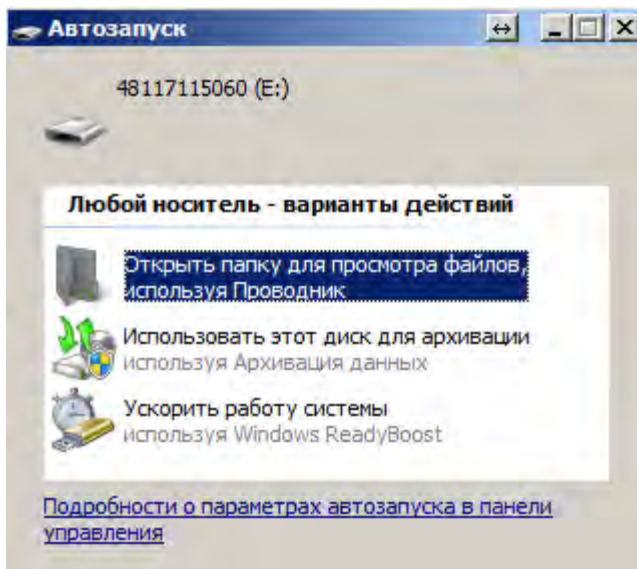 Автозапуск
48117115060 (E:)
Любой носитель - варианты действий
Открыть папку для просмотра файлов,
используя Проводник
Использовать этот диск для архивации
используя Архивация данных
Ускорить работу системы
используя Windows ReadyBoost
Подробности о параметрах автозапуска в панели
управления